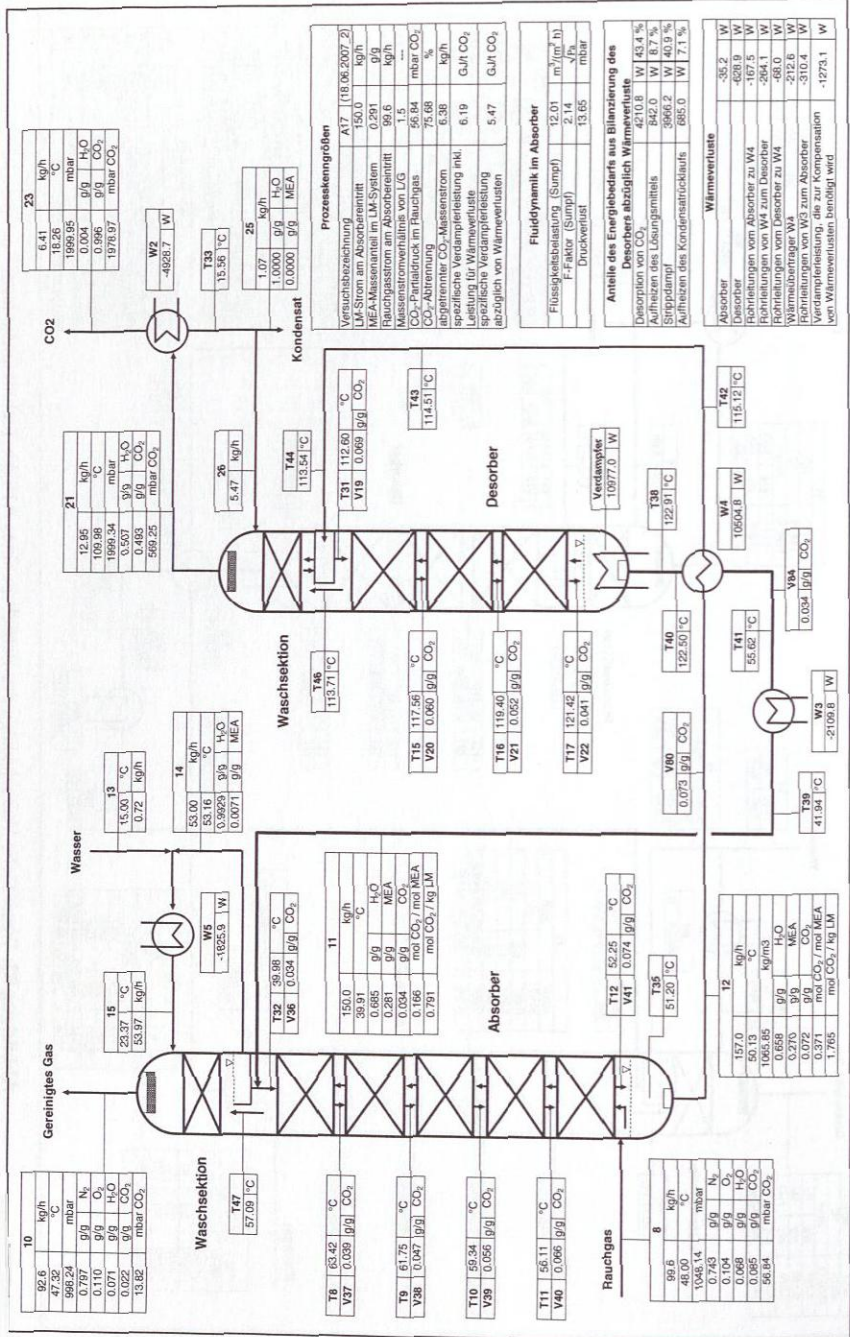 Gereinigtes Gas
10
92.6 kg/h
47.32 °C
998.24 mbar
0.797 g/g N₂
0.110 g/g O₂
0.071 g/g H₂O
0.022 g/g CO₂
13.82 mbar CO₂
Waschsektion
T47
57.09 °C
T8 63.42 °C
V37 0.039 g/g CO₂
T9 61.75 °C
V38 0.047 g/g CO₂
T10 59.34 °C
V39 0.056 g/g CO₂
T11 56.11 °C
V40 0.066 g/g CO₂
Rauchgas
8
99.6 kg/h
48.00 °C
1048.14 mbar
0.743 g/g N₂
0.104 g/g O₂
0.068 g/g H₂O
0.085 g/g CO₂
56.84 mbar CO₂
15
23.37 °C
53.97 kg/h
W5
-1825.9 W
Wasser
13
15.00 °C
0.72 kg/h
14
53.00 kg/h
53.16 °C
0.9929 g/g H₂O
0.0071 g/g MEA
T32 39.98 °C
V36 0.034 g/g CO₂
11
150.0 kg/h
39.91 °C
0.685 g/g H₂O
0.281 g/g MEA
0.034 g/g CO₂
0.166 mol CO₂ / mol MEA
0.791 mol CO₂ / kg LM
Absorber
T12 52.25 °C
V41 0.074 g/g CO₂
T35
51.20 °C
12
157.0 kg/h
50.13 °C
1065.85 kg/m3
0.658 g/g H₂O
0.270 g/g MEA
0.072 g/g CO₂
0.371 mol CO₂ / mol MEA
1.765 mol CO₂ / kg LM
21
12.95 kg/h
109.98 °C
1999.34 mbar
0.507 g/g H₂O
0.493 g/g CO₂
569.25 mbar CO₂
Waschsektion
T46
113.71 °C
T15 117.56 °C
V20 0.060 g/g CO₂
T16 119.40 °C
V21 0.052 g/g CO₂
T17 121.42 °C
V22 0.041 g/g CO₂
V80
0.073 g/g CO₂
T39
41.94 °C
W3
-2109.8 W
T41
55.62 °C
T40
122.50 °C
V84
0.034 g/g CO₂
CO2
23
6.41 kg/h
18.26 °C
1999.95 mbar
0.004 g/g H₂O
0.996 g/g CO₂
1978.97 mbar CO₂
W2
-4928.7 W
T33
15.56 °C
25
1.07 kg/h
1.0000 g/g H₂O
0.0000 g/g MEA
Kondensat
26
5.47 kg/h
T44
113.54 °C
T31 112.60 °C
V19 0.069 g/g CO₂
T43
114.51 °C
Desorber
Verdampfer
10977.0 W
T38
122.91 °C
W4
10504.8 W
T42
115.12 °C
Prozesskenngrößen
Versuchsbezeichnung A17 (18.06.2007_2)
LM-Strom am Absorbereintritt 150.0 kg/h
MEA-Massenanteil im LM-System 0.291 g/g
Rauchgasstrom am Absorbereintritt 99.6 kg/h
Massenstromverhältnis von L/G 1.5 ---
CO₂-Partialdruck im Rauchgas 56.84 mbar CO₂
CO₂-Abtrennung 75.68 %
abgetrennter CO₂-Massenstrom 6.38 kg/h
spezifische Verdampferleistung inkl.
Leistung für Wärmeverluste 6.19 GJ/t CO₂
spezifische Verdampferleistung
abzüglich von Wärmeverlusten 5.47 GJ/t CO₂
Fluiddynamik im Absorber
Flüssigkeitsbelastung (Sumpf) 12.01 m³/(m² h)
F-Faktor (Sumpf) 2.14 √Pa
Druckverlust 13.65 mbar
Anteile des Energiebedarfs aus Bilanzierung des
Desorbers abzüglich Wärmeverluste
Desorption von CO₂ 4210.8 W 43.4 %
Aufheizen des Lösungsmittels 842.0 W 8.7 %
Strippdampf 3966.2 W 40.9 %
Aufheizen des Kondensatrücklaufs 685.0 W 7.1 %
Wärmeverluste
Absorber -35.2 W
Desorber -628.9 W
Rohrleitungen vom Absorber zu W4 -167.5 W
Rohrleitungen von W4 zum Desorber -264.1 W
Rohrleitungen vom Desorber zu W4 -68.0 W
Wärmeübertrager W4 -212.6 W
Rohrleitungen von W3 zum Absorber -310.4 W
Verdampferleistung, die zur Kompensation
von Wärmeverlusten benötigt wird -1273.1 W